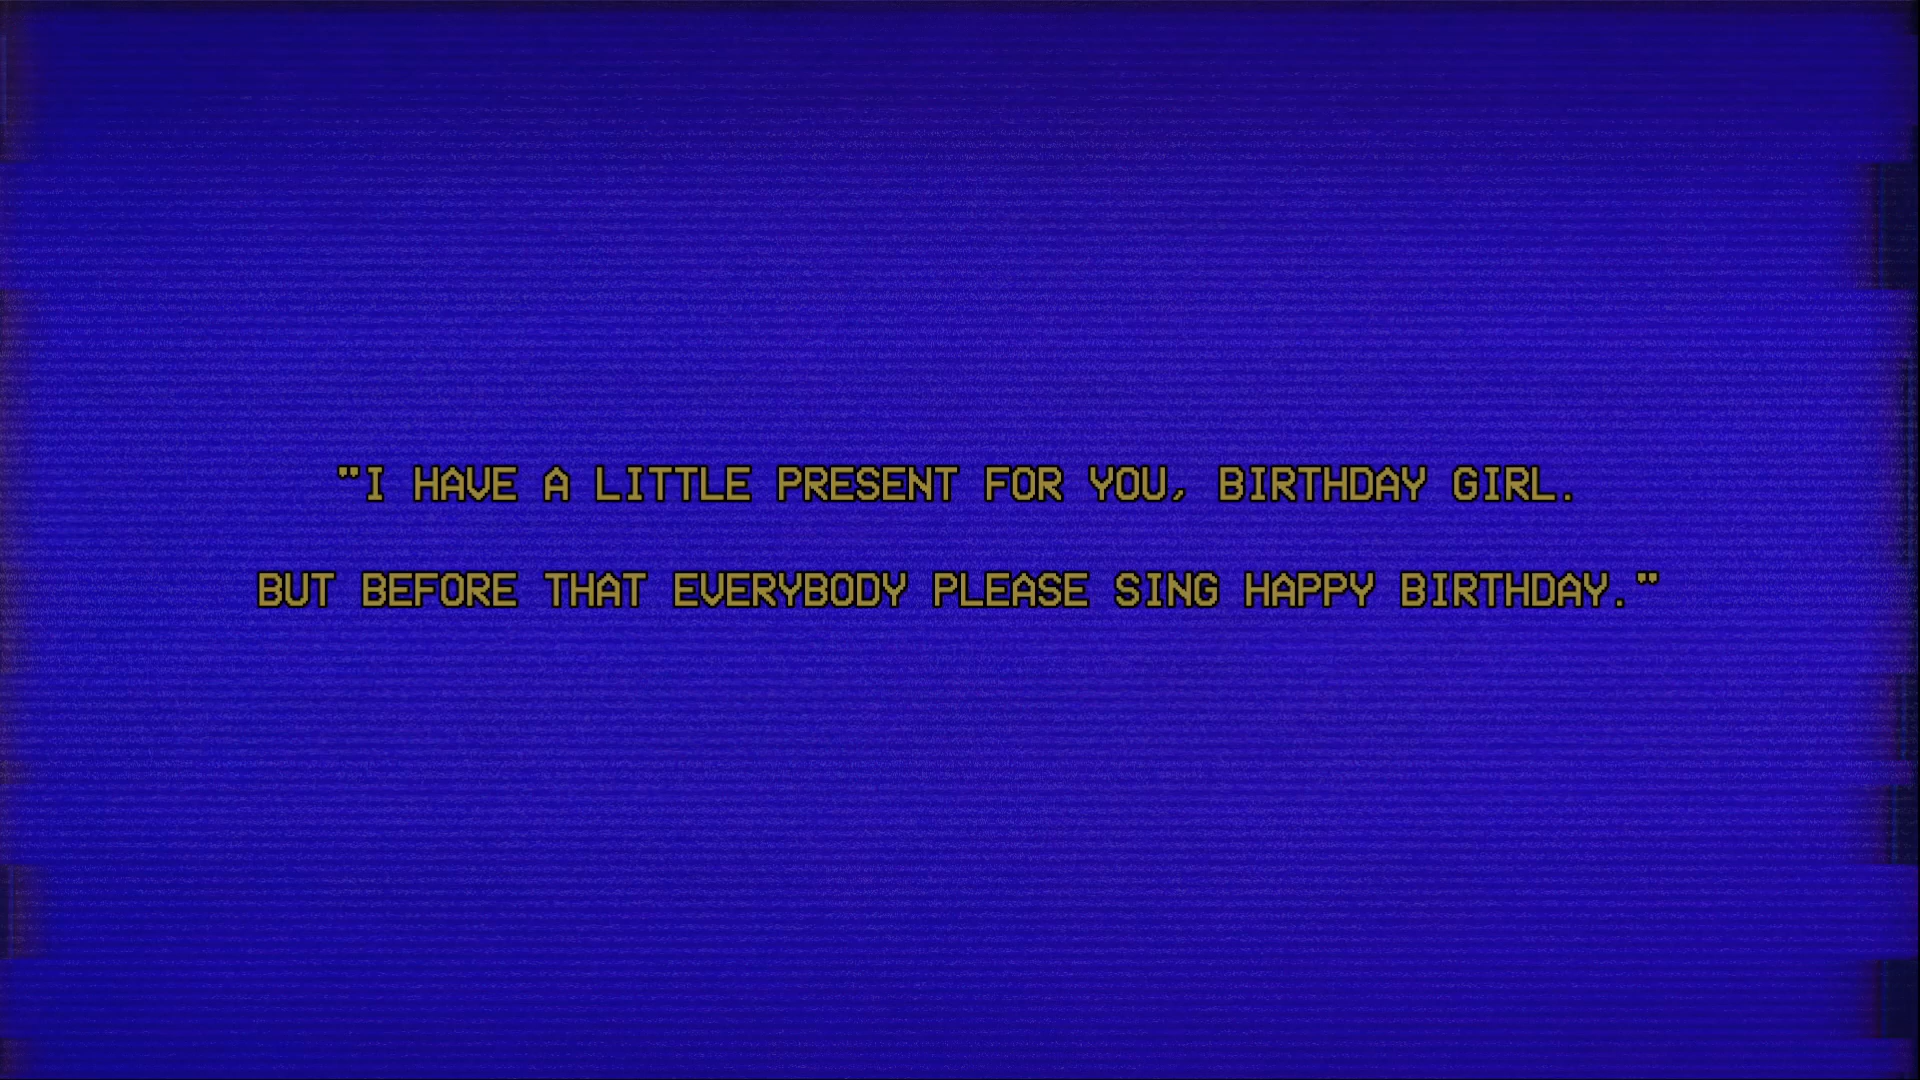 "I HAVE A LITTLE PRESENT FOR YOU, BIRTHDAY GIRL.
BUT BEFORE THAT EVERYBODY PLEASE SING HAPPY BIRTHDAY."